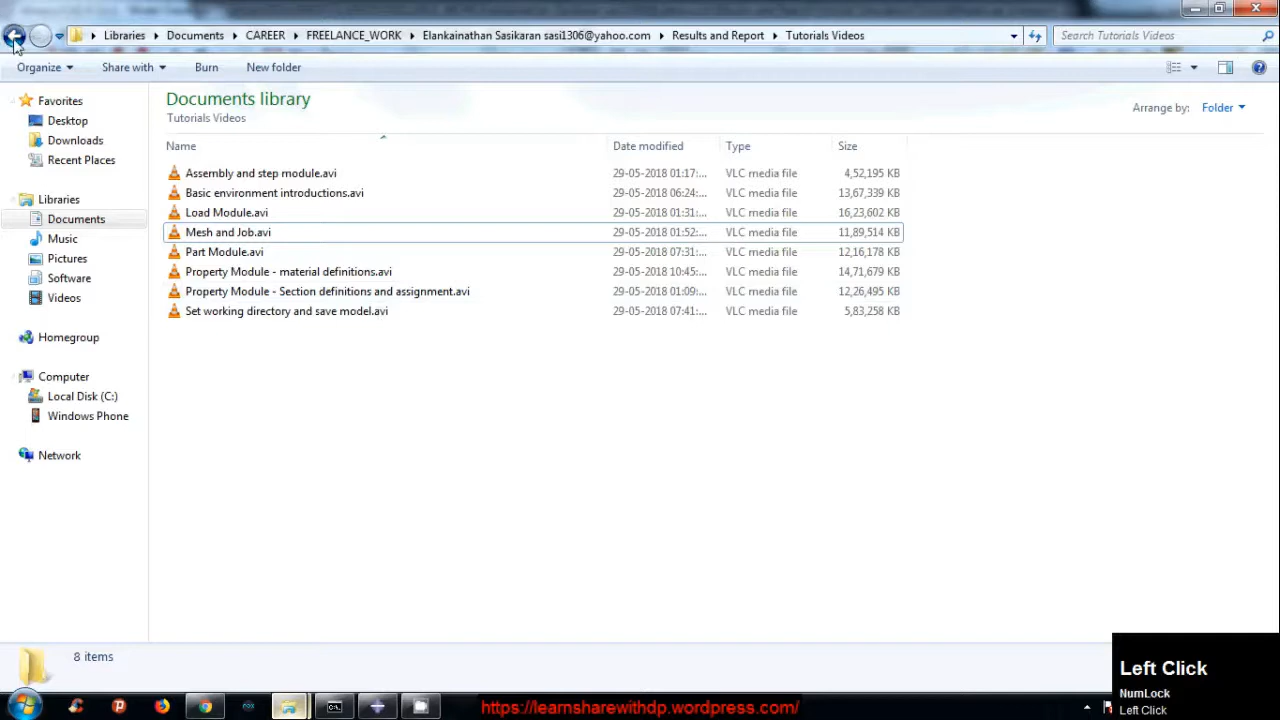 Libraries Documents CAREER FREELANCE_WORK Elankainathan Sasikaran sasi1306@yahoo.com Results and Report Tutorials Videos Search Tutorials Videos
Organize Share with Burn New folder
Favorites
Desktop
Downloads
Recent Places
Libraries
Documents
Music
Pictures
Software
Videos
Homegroup
Computer
Local Disk (C:)
Windows Phone
Network
Documents library
Tutorials Videos
Arrange by: Folder
Name Date modified Type Size
Assembly and step module.avi 29-05-2018 01:17:... VLC media file 4,52,195 KB
Basic environment introductions.avi 29-05-2018 06:24:... VLC media file 13,67,339 KB
Load Module.avi 29-05-2018 01:31:... VLC media file 16,23,602 KB
Mesh and Job.avi 29-05-2018 01:52:... VLC media file 11,89,514 KB
Part Module.avi 29-05-2018 07:31:... VLC media file 12,16,178 KB
Property Module - material definitions.avi 29-05-2018 10:45:... VLC media file 14,71,679 KB
Property Module - Section definitions and assignment.avi 29-05-2018 01:09:... VLC media file 12,26,495 KB
Set working directory and save model.avi 29-05-2018 07:41:... VLC media file 5,83,258 KB
8 items
Left Click
NumLock
Left Click
https://learnsharewithdp.wordpress.com/